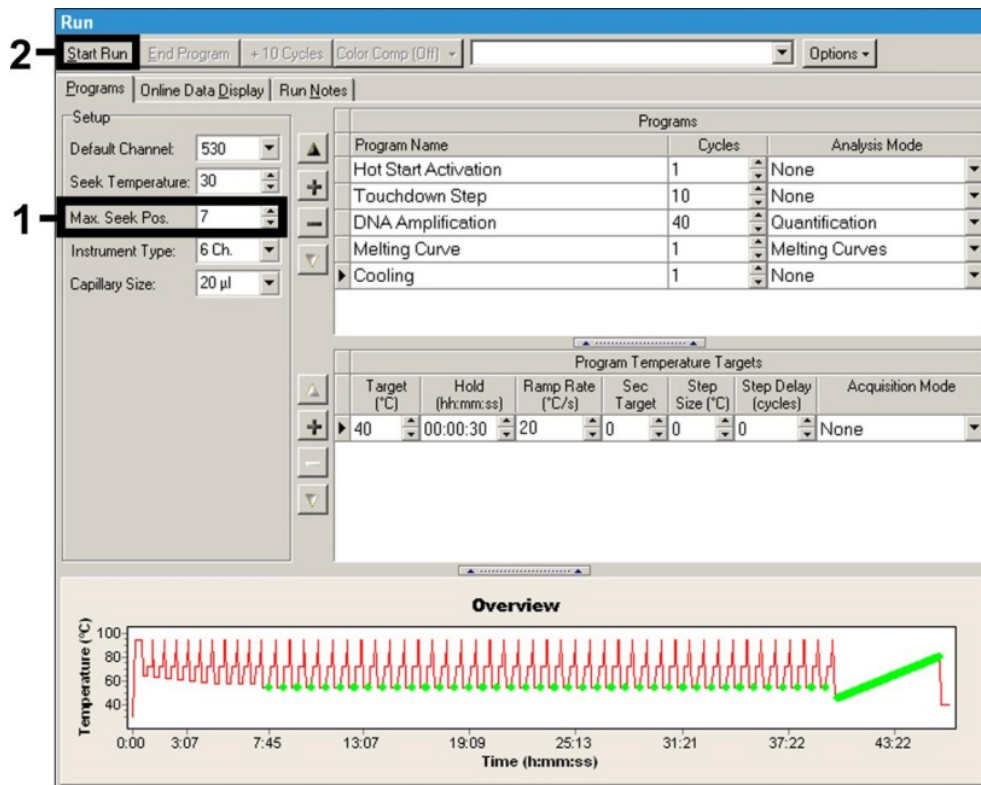 Run
2 Start Run End Program + 10 Cycles Color Comp (Off) Options
Programs Online Data Display Run Notes
Setup
Default Channel: 530
Seek Temperature: 30
1 Max. Seek Pos. 7
Instrument Type: 6 Ch.
Capillary Size: 20 µl
Programs
Program Name Cycles Analysis Mode
Hot Start Activation 1 None
Touchdown Step 10 None
DNA Amplification 40 Quantification
Melting Curve 1 Melting Curves
Cooling 1 None
Program Temperature Targets
Target (°C) Hold (hh:mm:ss) Ramp Rate (°C/s) Sec Target Step Size (°C) Step Delay (cycles) Acquisition Mode
40 00:00:30 20 0 0 0 None
Overview
Temperature (°C)
100
80
60
40
0:00 3:07 7:45 13:07 19:09 25:13 31:21 37:22 43:22
Time (h:mm:ss)